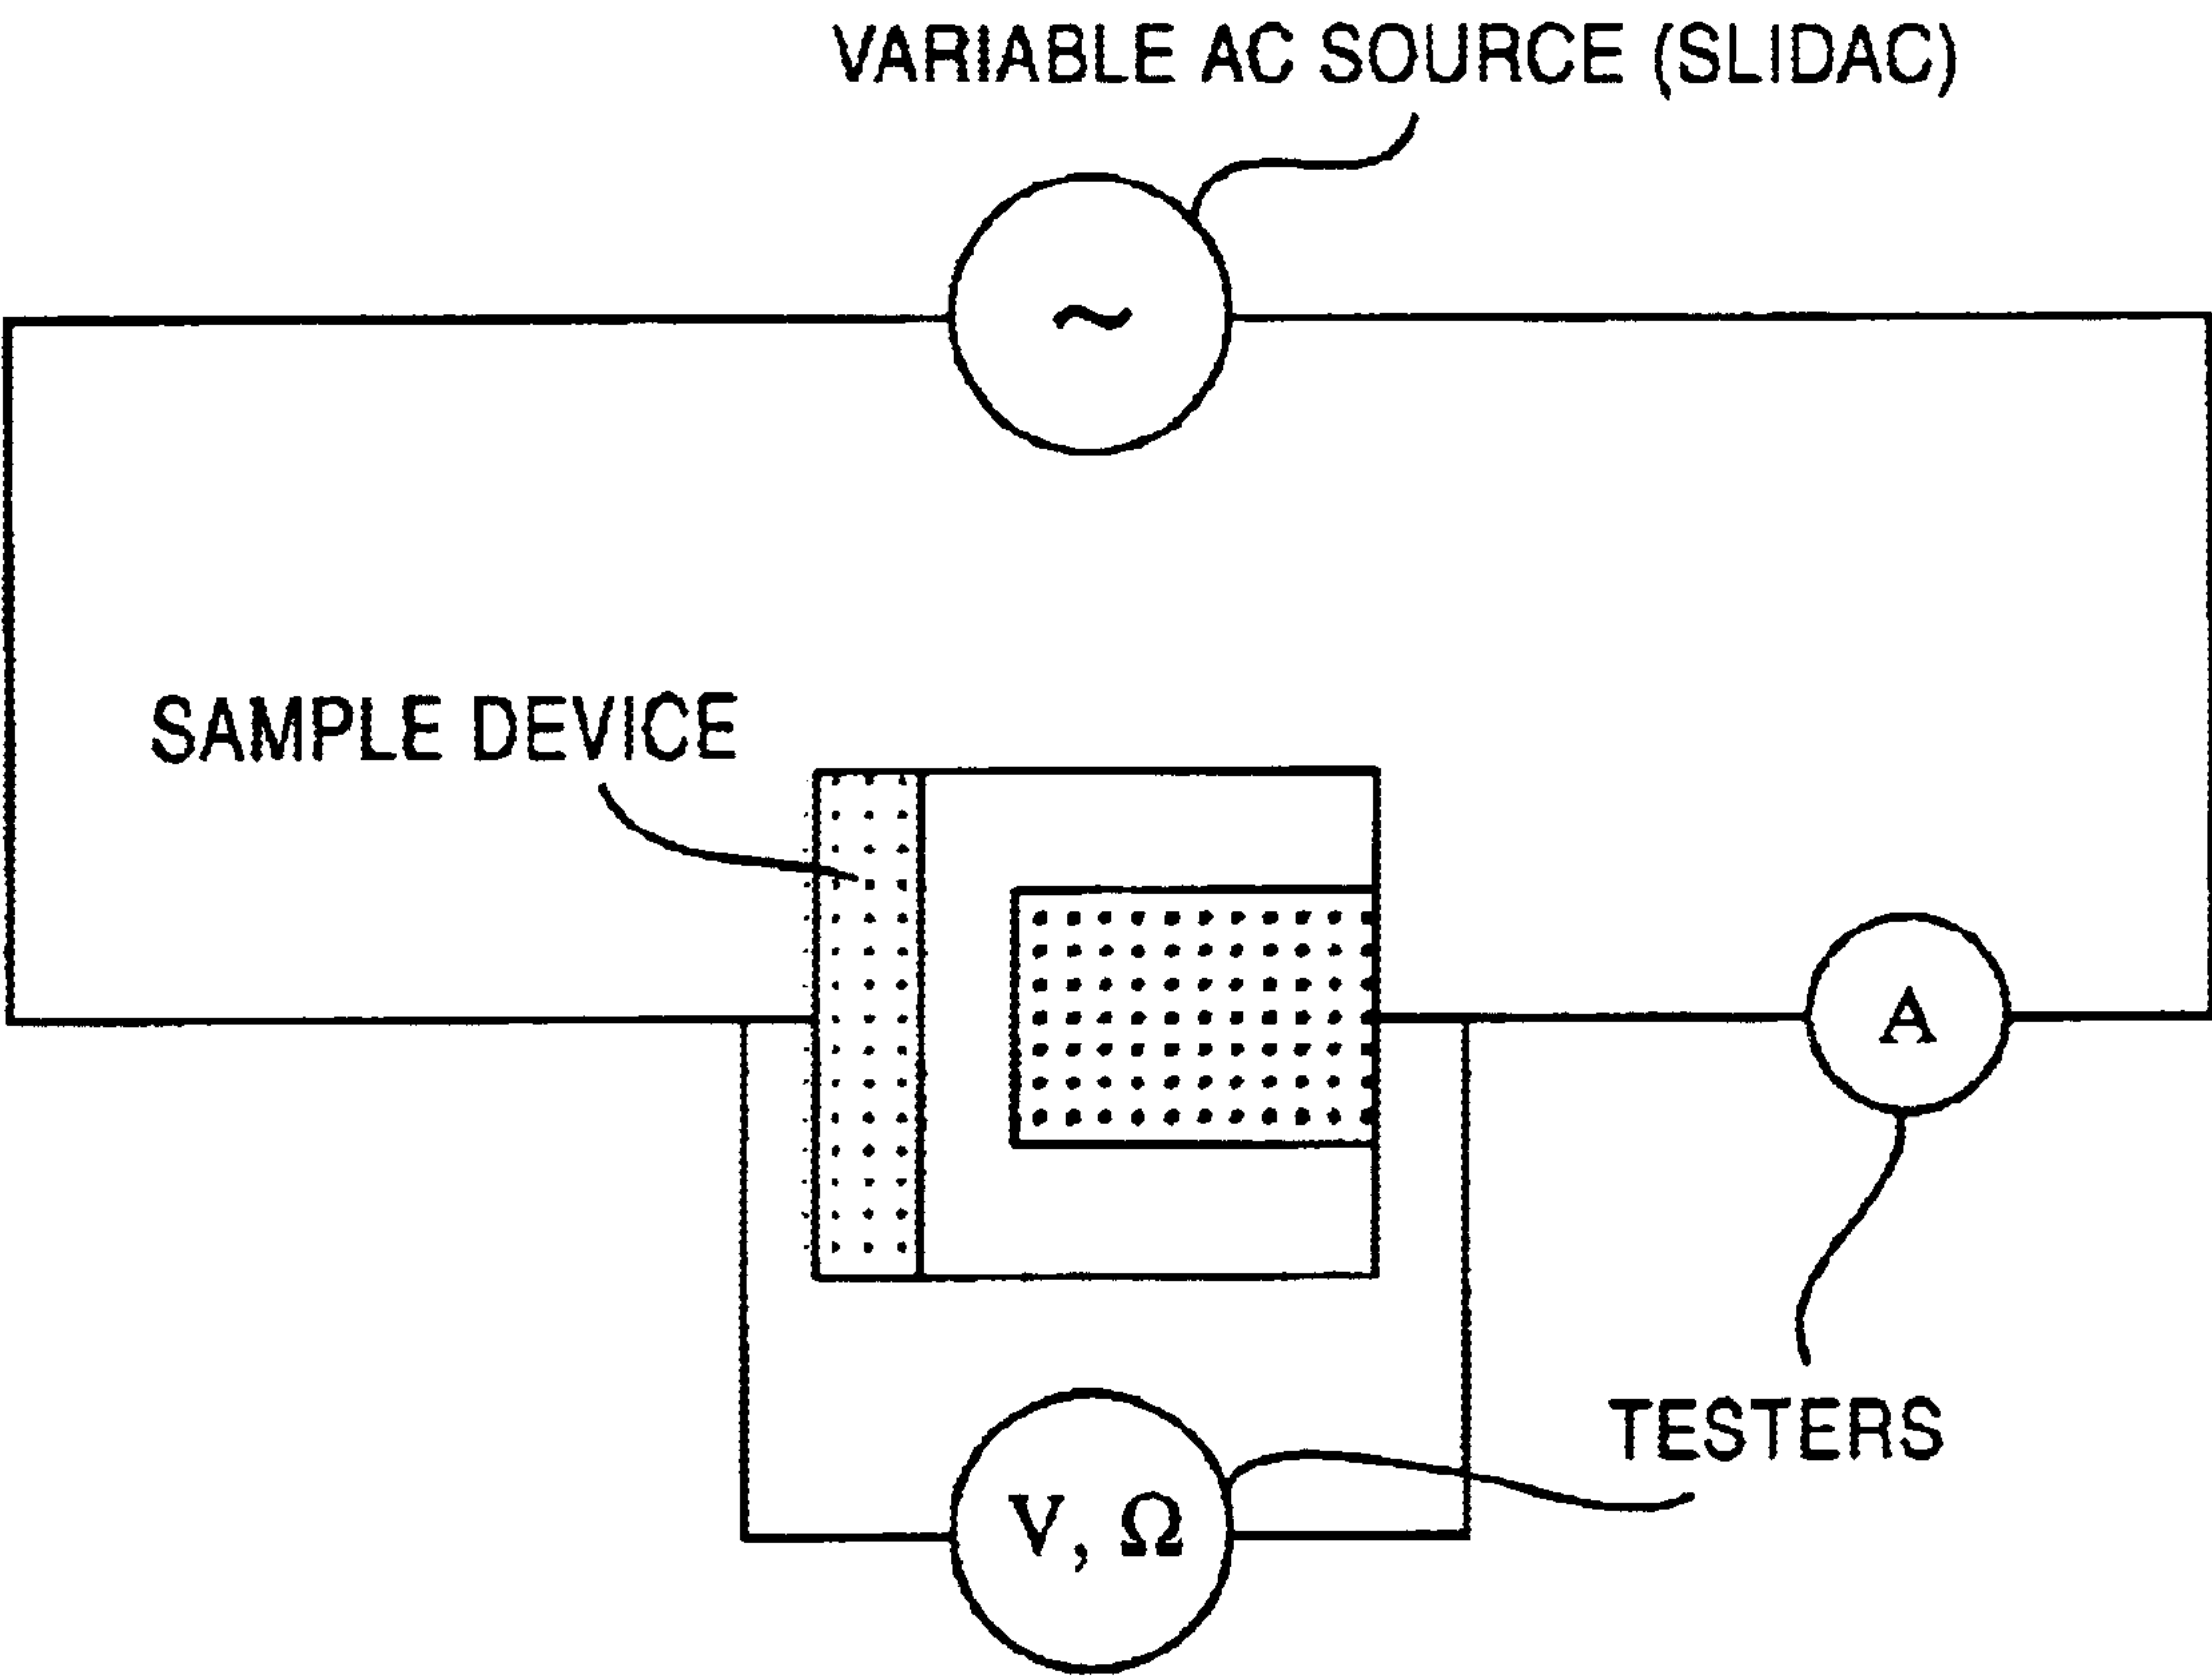 VARIABLE AC SOURCE (SLIDAC)
~
SAMPLE DEVICE
A
TESTERS
V, Ω